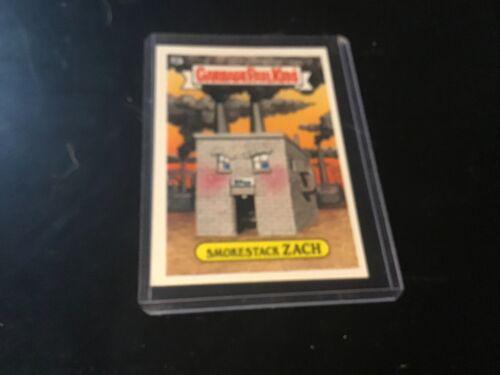 GARBAGE PAIL KIDS
SMOKESTACK ZACH